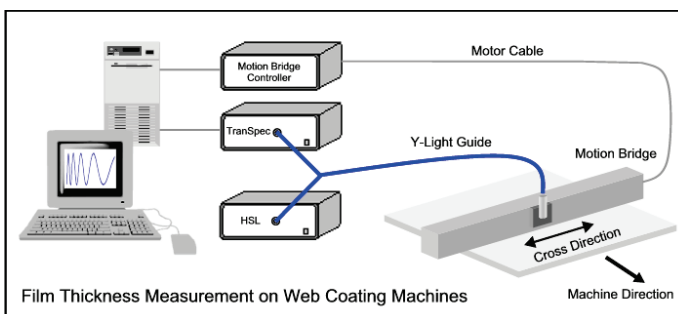 Motor Cable
Motion Bridge
Controller
TranSpec
Y-Light Guide
Motion Bridge
HSL
Cross Direction
Machine Direction
Film Thickness Measurement on Web Coating Machines